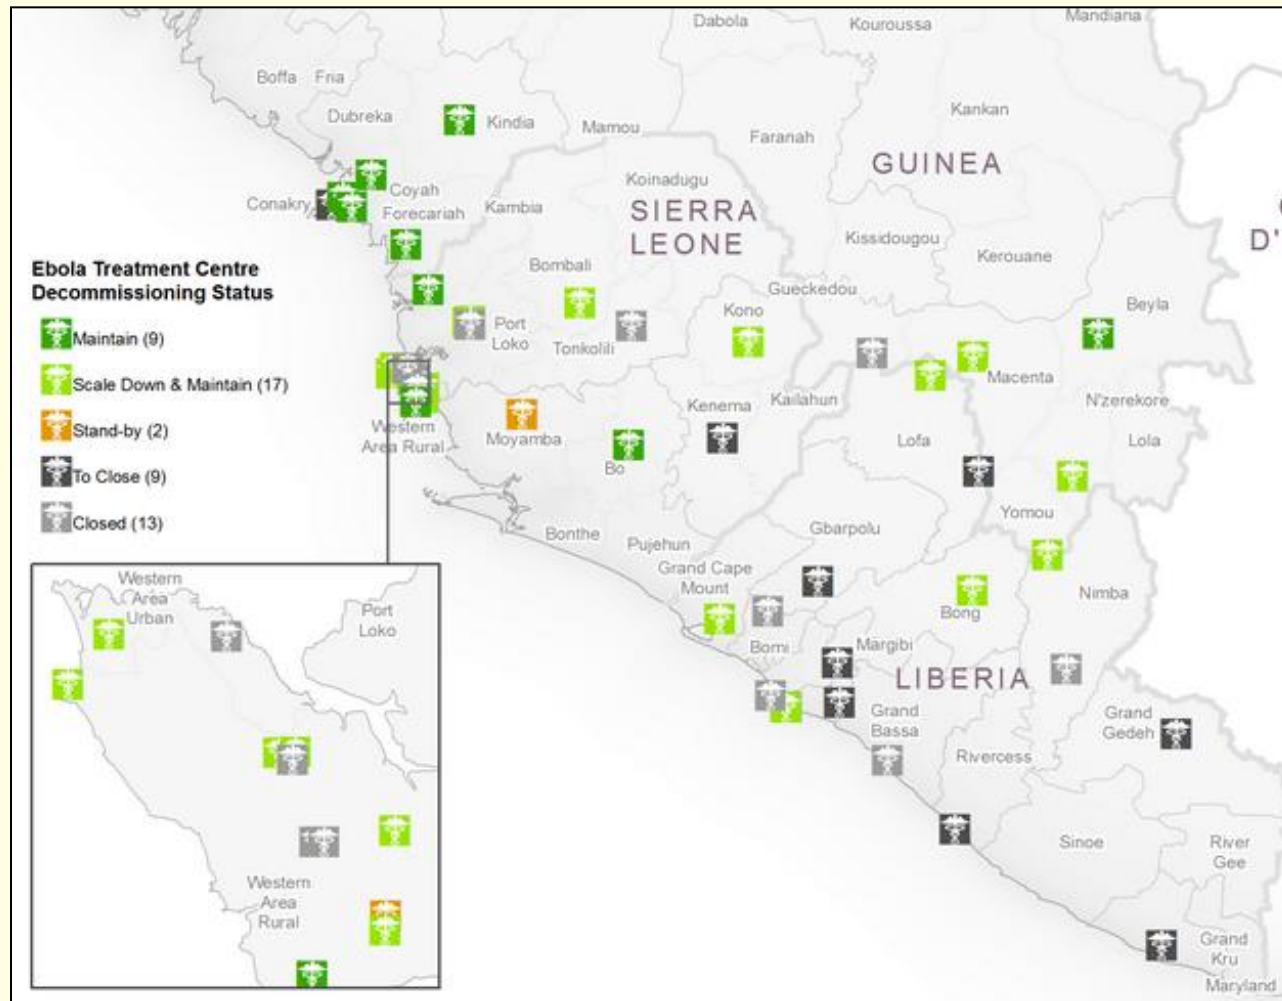 Dabola
Kouroussa
Mandiana
Boffa
Fria
Dubreka
Kindia
Mamou
Kankan
Faranah
GUINEA
Koinadugu
Conakry
Coyah
Forecariah
Kambia
SIERRA
LEONE
D'
Kissidougou
Kerouane
Bombali
Gueckedou
Beyla
Ebola Treatment Centre
Decommissioning Status
Maintain (9)
Scale Down & Maintain (17)
Stand-by (2)
To Close (9)
Closed (13)
Port
Loko
Kono
Tonkolili
Macenta
Kenema
Kailahun
N'zerekore
Western
Area Rural
Moyamba
Lofa
Lola
Bo
Yomou
Bonthe
Pujehun
Gbarpolu
Grand Cape
Mount
Bong
Nimba
Bomi
Margibi
LIBERIA
Grand
Bassa
Grand
Gedeh
Rivercess
Sinoe
River
Gee
Grand
Kru
Maryland
Western
Area
Urban
Port
Loko
Western
Area
Rural